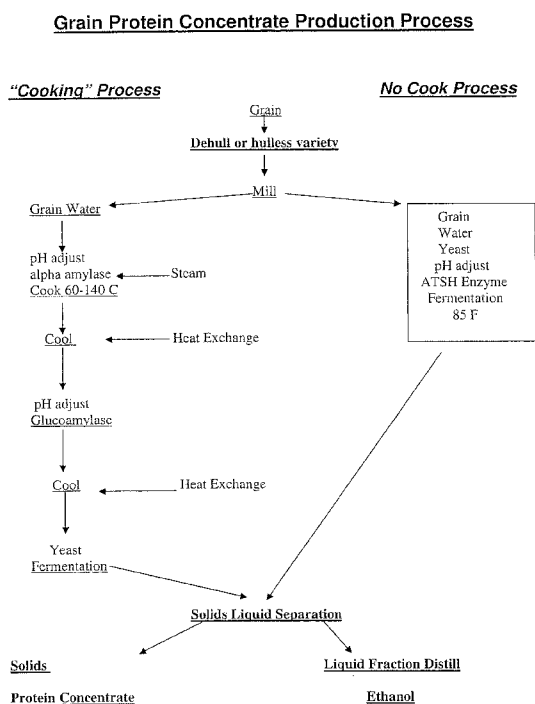 Grain Protein Concentrate Production Process
"Cooking" Process
No Cook Process
Grain
Dehull or hulless variety
Mill
Grain Water
pH adjust
alpha amylase
Steam
Cook 60-140 C
Cool
Heat Exchange
pH adjust
Glucoamylase
Cool
Heat Exchange
Yeast
Fermentation
Grain
Water
Yeast
pH adjust
ATSH Enzyme
Fermentation
85 F
Solids Liquid Separation
Solids
Liquid Fraction Distill
Protein Concentrate
Ethanol